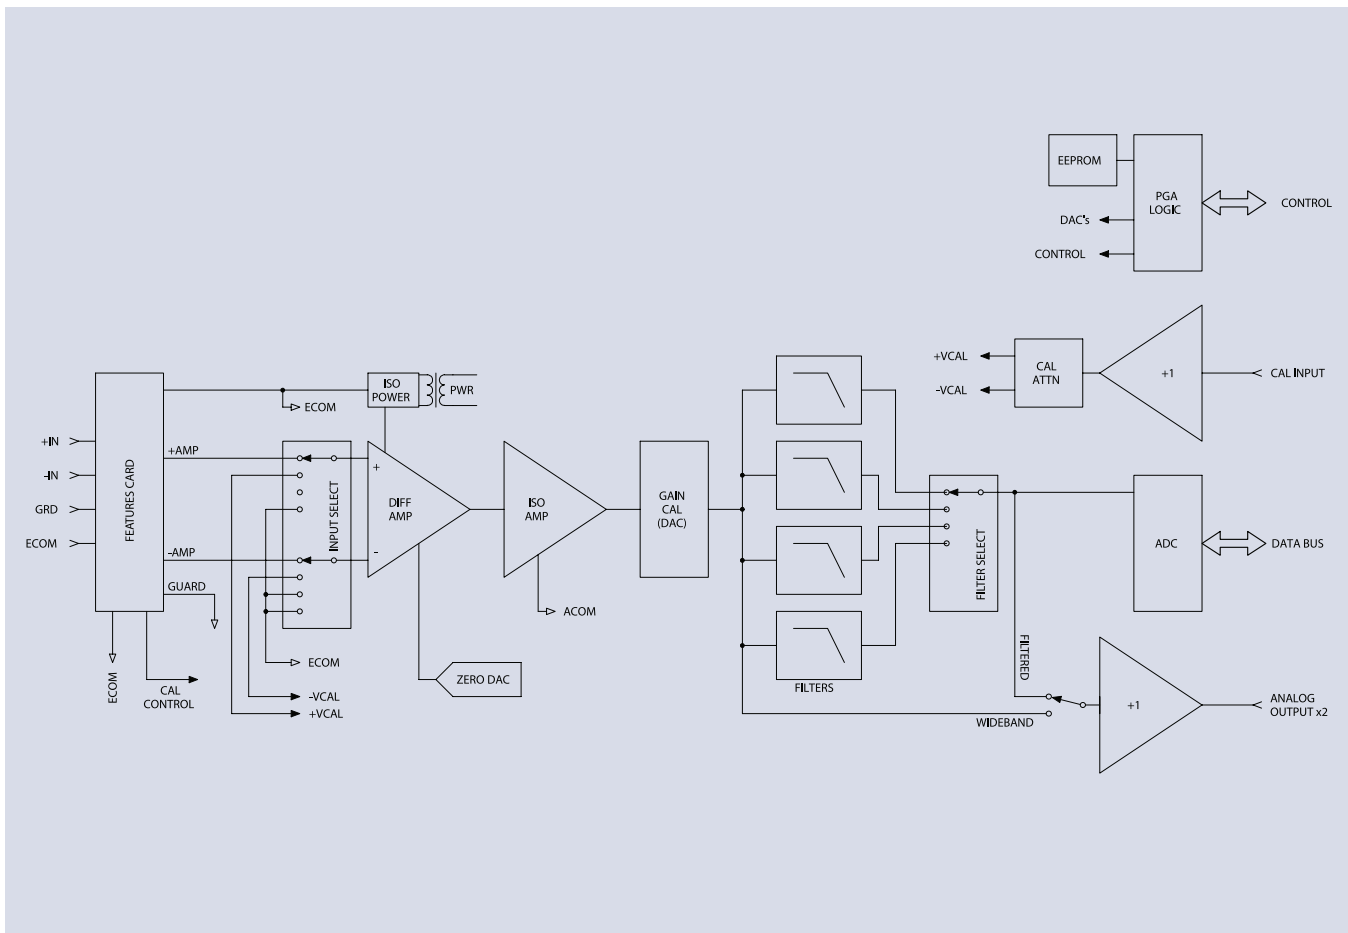 EEPROM
PGA
LOGIC
CONTROL
DAC's
CONTROL
+VCAL
-VCAL
CAL
ATTN
+1
CAL INPUT
ISO
POWER
PWR
ECOM
+IN
-IN
GRD
ECOM
FEATURES CARD
+AMP
-AMP
GUARD
INPUT SELECT
+
-
DIFF
AMP
ISO
AMP
GAIN
CAL
(DAC)
ACOM
FILTER SELECT
ADC
DATA BUS
ECOM
CAL
CONTROL
ECOM
-VCAL
+VCAL
ZERO DAC
FILTERS
FILTERED
WIDEBAND
+1
ANALOG
OUTPUT x2